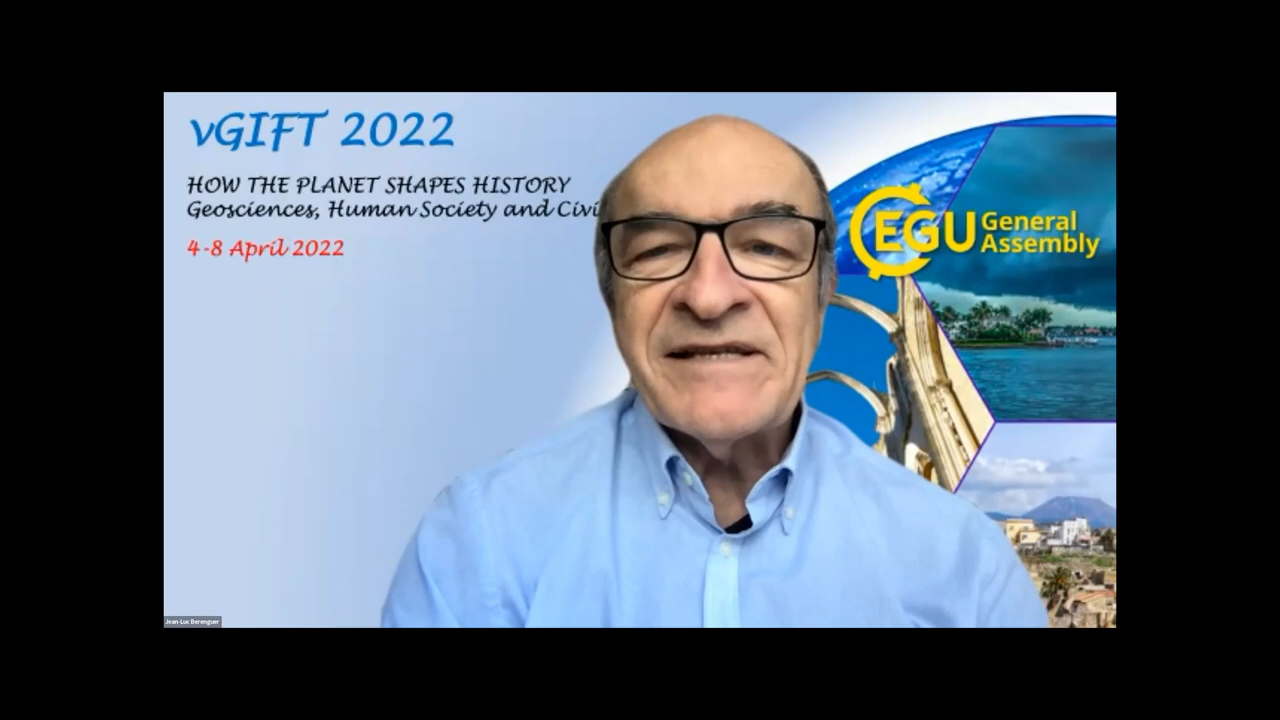 vGIFT 2022
HOW THE PLANET SHAPES HISTORY
Geosciences, Human Society and Civi
4-8 April 2022
EGU General
Assembly
Jean-Luc Berenguer